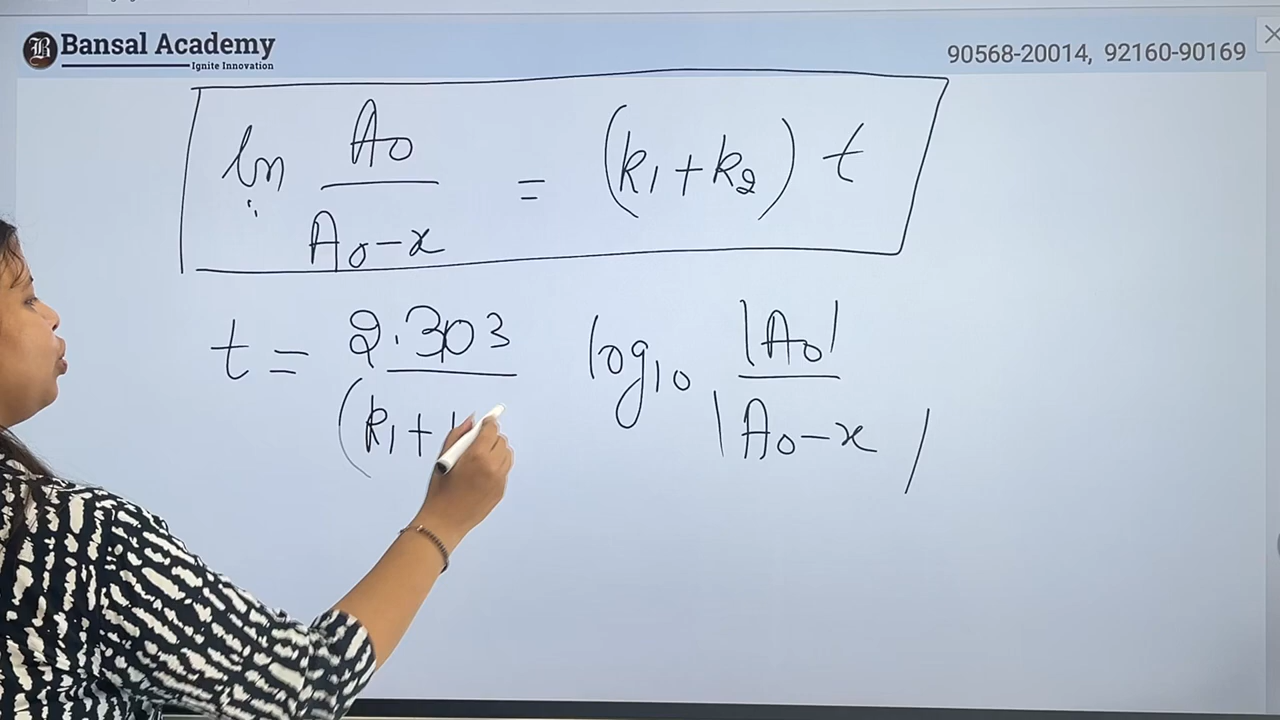 Bansal Academy
Ignite Innovation
90568-20014, 92160-90169
ln A₀ / (A₀-x) = (k₁+k₂) t
t = 2.303 / (k₁+ log₁₀ |A₀| / |A₀-x|